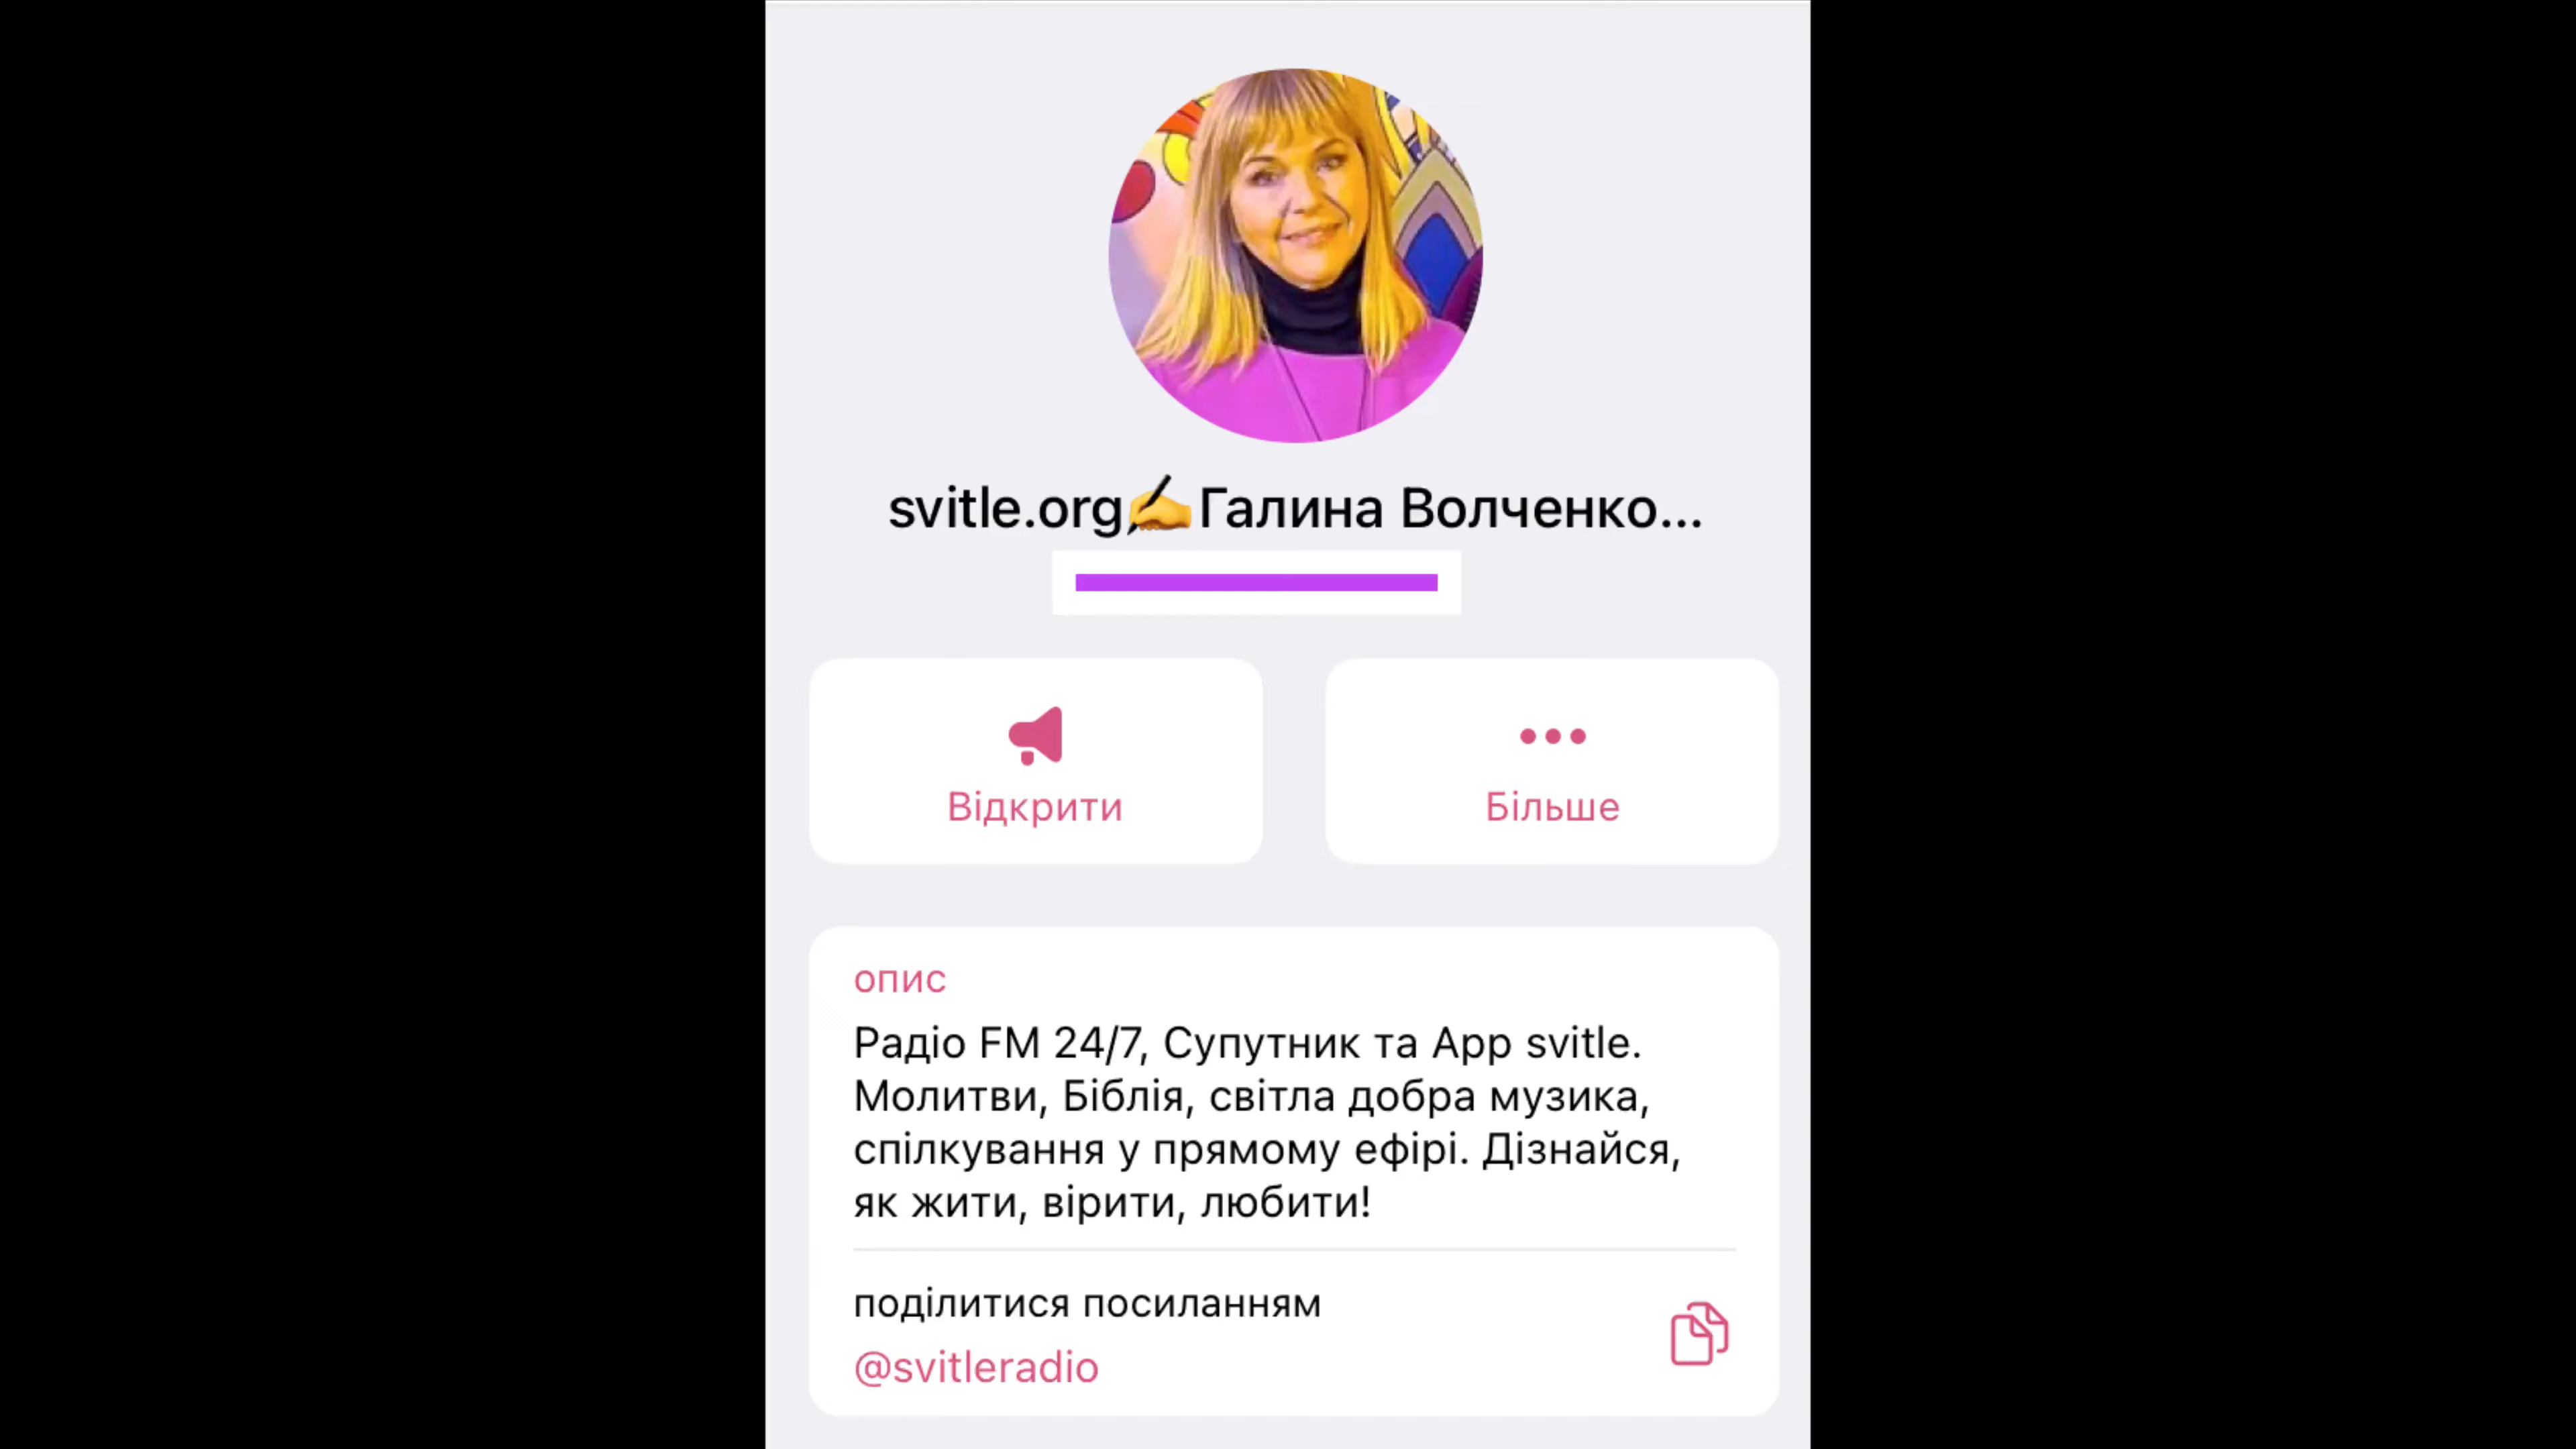 svitle.org✍️Галина Волченко...
Відкрити
Більше
опис
Радіо FM 24/7, Супутник та App svitle.
Молитви, Біблія, світла добра музика,
спілкування у прямому ефірі. Дізнайся,
як жити, вірити, любити!
поділитися посиланням
@svitleradio